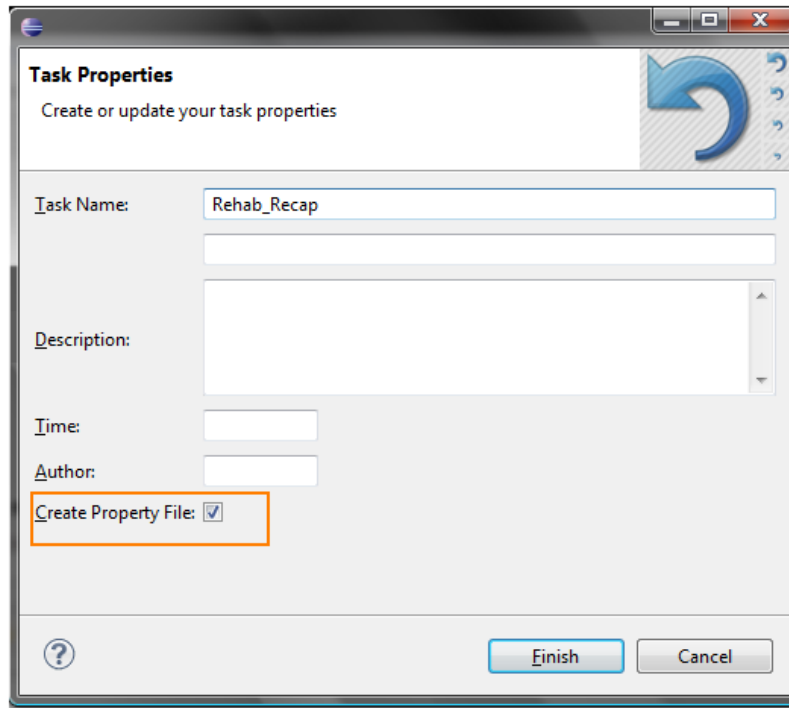 Task Properties
Create or update your task properties
Task Name:
Rehab_Recap
Description:
Time:
Author:
Create Property File:
?
Finish
Cancel